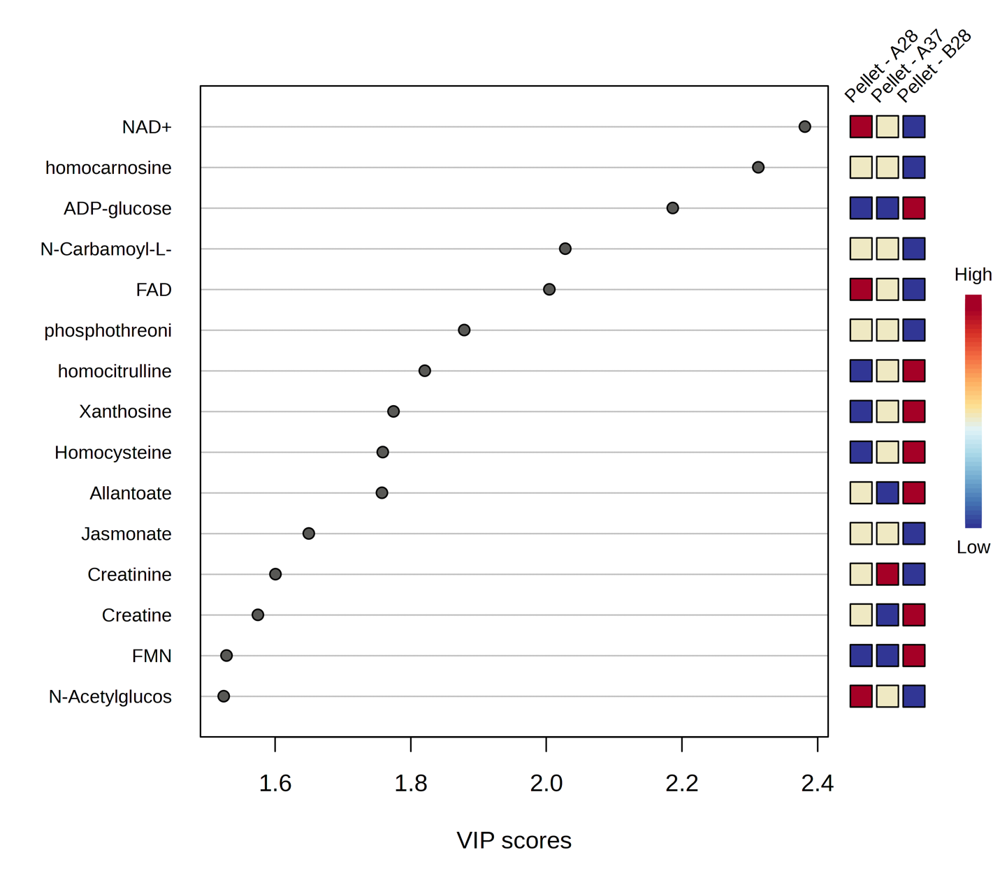 Pellet - A28
Pellet - A37
Pellet - B28
NAD+
homocarnosine
ADP-glucose
N-Carbamoyl-L-
FAD
phosphothreoni
homocitrulline
Xanthosine
Homocysteine
Allantoate
Jasmonate
Creatinine
Creatine
FMN
N-Acetylglucos
High
Low
1.6 1.8 2.0 2.2 2.4
VIP scores